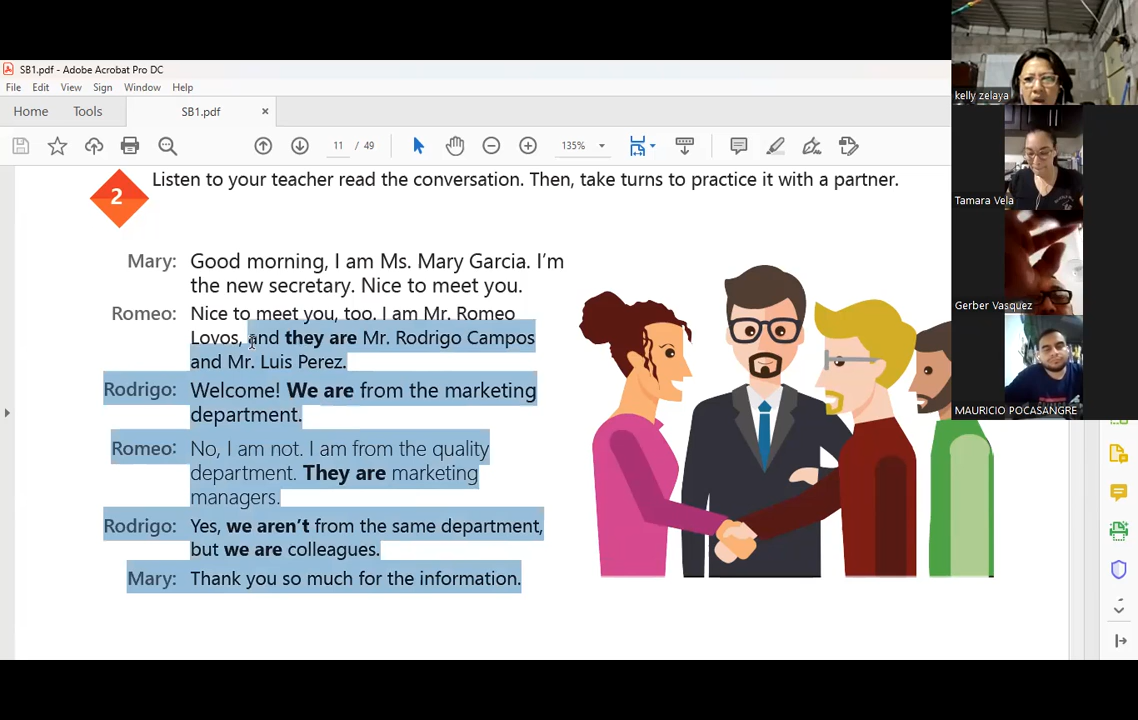 SB1.pdf - Adobe Acrobat Pro DC
File Edit View Sign Window Help
Home Tools SB1.pdf ×
11 / 49 135%
2 Listen to your teacher read the conversation. Then, take turns to practice it with a partner.
Mary: Good morning, I am Ms. Mary Garcia. I'm
the new secretary. Nice to meet you.
Romeo: Nice to meet you, too. I am Mr. Romeo
Lovos, and they are Mr. Rodrigo Campos
and Mr. Luis Perez.
Rodrigo: Welcome! We are from the marketing
department.
Romeo: No, I am not. I am from the quality
department. They are marketing
managers.
Rodrigo: Yes, we aren't from the same department,
but we are colleagues.
Mary: Thank you so much for the information.
kelly zelaya
Tamara Vela
Gerber Vasquez
MAURICIO POCASANGRE